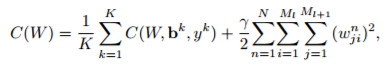 C(W) = \frac{1}{K} \sum_{k=1}^{K} C(W, \mathbf{b}^k, y^k) + \frac{\gamma}{2} \sum_{n=1}^{N} \sum_{i=1}^{M_l} \sum_{j=1}^{M_{l+1}} (w_{ji}^n)^2,